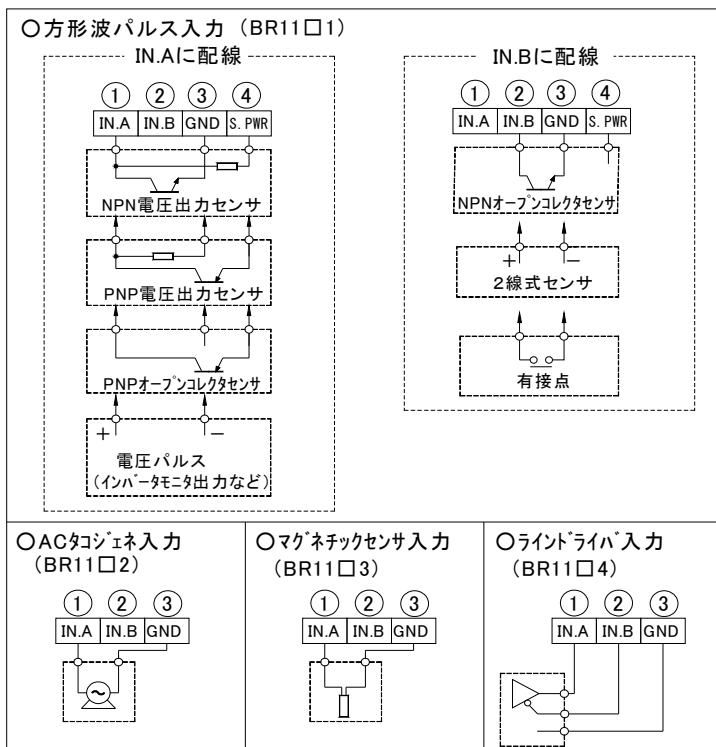 ○方形波パルス入力 (BR11□1)
IN.Aに配線
① ② ③ ④
IN.A IN.B GND S.PWR
NPN電圧出力センサ
PNP電圧出力センサ
PNPオープンコレクタセンサ
+ −
電圧パルス
(インバータモニタ出力など)
IN.Bに配線
① ② ③ ④
IN.A IN.B GND S.PWR
NPNオープンコレクタセンサ
+ −
2線式センサ
有接点
○ACタコジェネ入力
(BR11□2)
① ② ③
IN.A IN.B GND
○マグネチックセンサ入力
(BR11□3)
① ② ③
IN.A IN.B GND
○ラインドライバ入力
(BR11□4)
① ② ③
IN.A IN.B GND